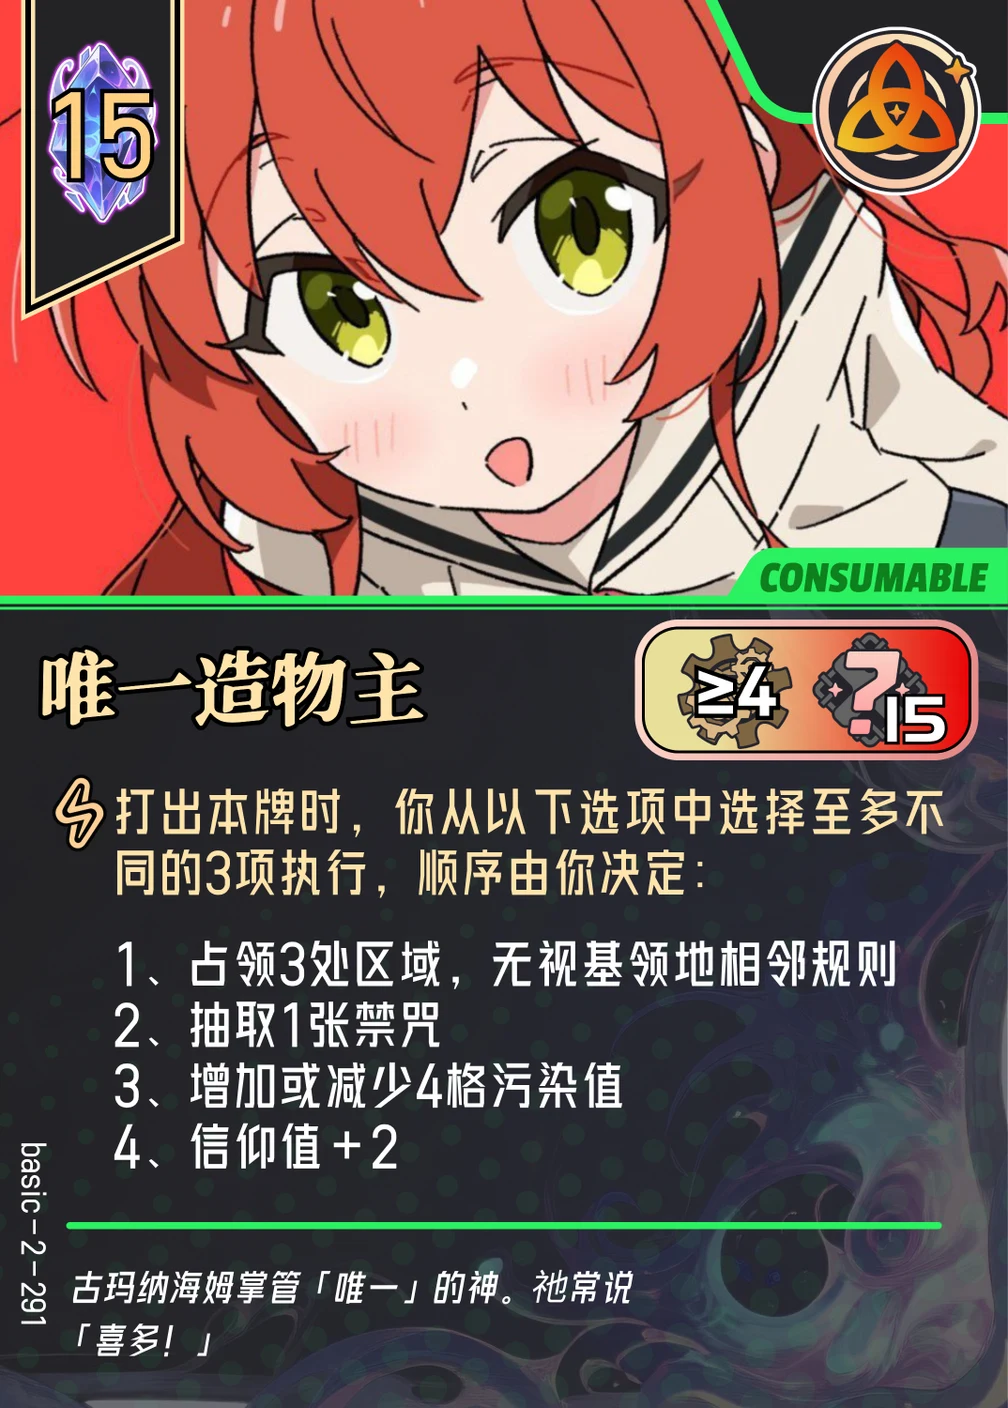 15
CONSUMABLE
唯一造物主
≥4
?15
打出本牌时，你从以下选项中选择至多不
同的3项执行，顺序由你决定：
1、占领3处区域，无视基领地相邻规则
2、抽取1张禁咒
3、增加或减少4格污染值
4、信仰值＋2
basic-2-291
古玛纳海姆掌管「唯一」的神。祂常说
「喜多！」